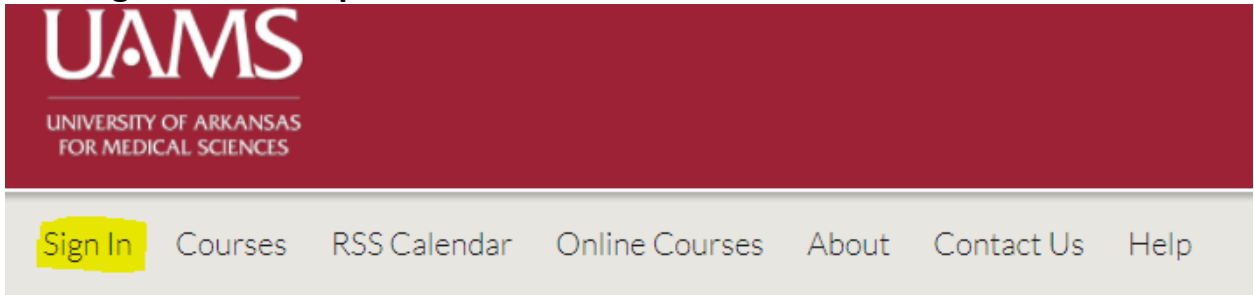 UAMS
UNIVERSITY OF ARKANSAS
FOR MEDICAL SCIENCES
Sign In Courses RSS Calendar Online Courses About Contact Us Help